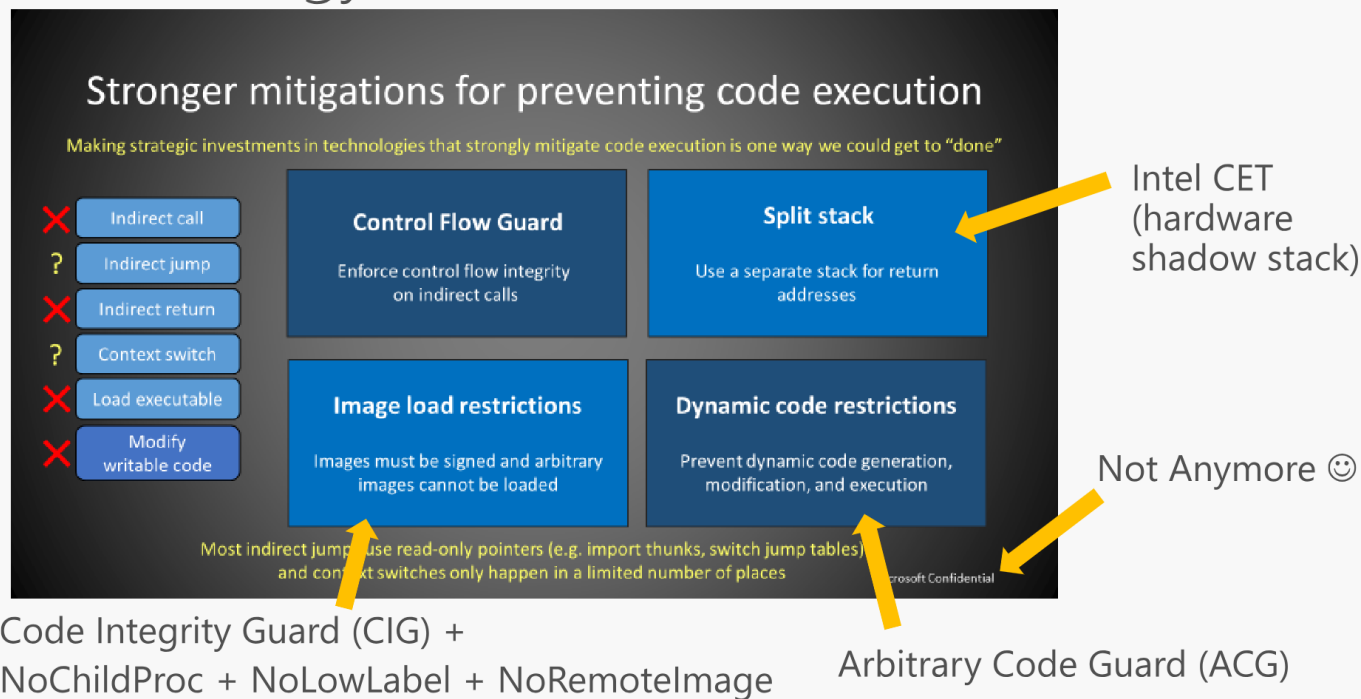 Stronger mitigations for preventing code execution
Making strategic investments in technologies that strongly mitigate code execution is one way we could get to “done”
Indirect call
? Indirect jump
Indirect return
? Context switch
Load executable
Modify
writable code
Control Flow Guard
Enforce control flow integrity
on indirect calls
Split stack
Use a separate stack for return
addresses
Image load restrictions
Images must be signed and arbitrary
images cannot be loaded
Dynamic code restrictions
Prevent dynamic code generation,
modification, and execution
Most indirect use read-only pointers (e.g. import thunks, switch jump tables)
and switches only happen in a limited number of places
Confidential
Intel CET
(hardware
shadow stack)
Not Anymore ☺
Code Integrity Guard (CIG) +
NoChildProc + NoLowLabel + NoRemoteImage
Arbitrary Code Guard (ACG)